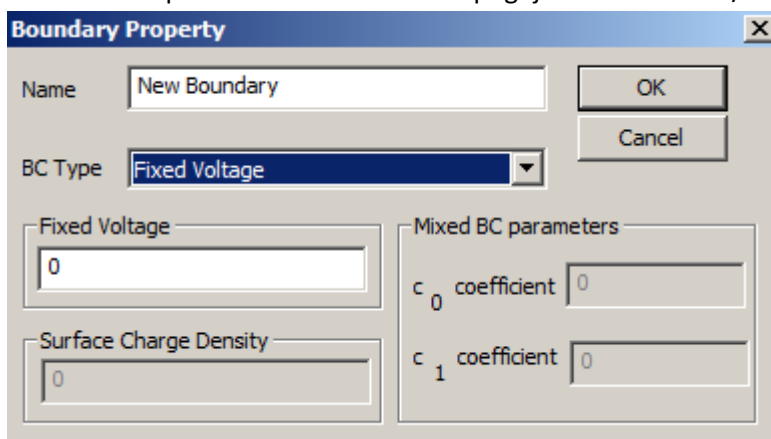 Boundary Property
Name New Boundary OK
Cancel
BC Type Fixed Voltage
Fixed Voltage Mixed BC parameters
0
c 0 coefficient 0
Surface Charge Density
0
c 1 coefficient 0